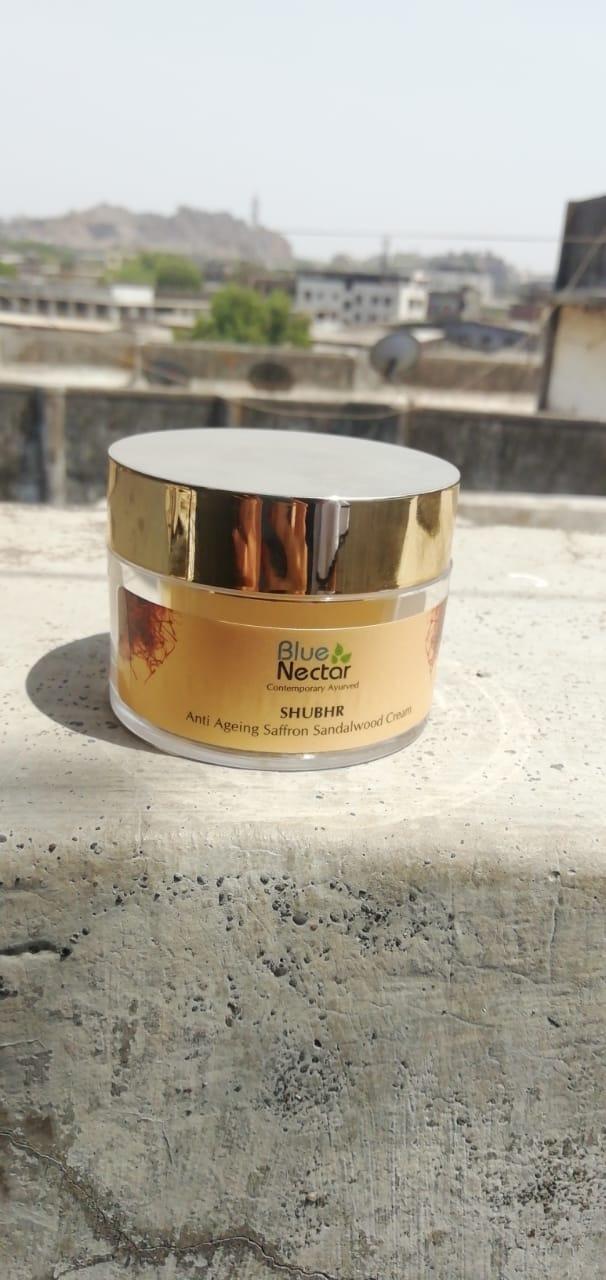 Blue
Nectar
Contemporary Ayurved
SHUBHR
Anti Ageing Saffron Sandalwood Cream